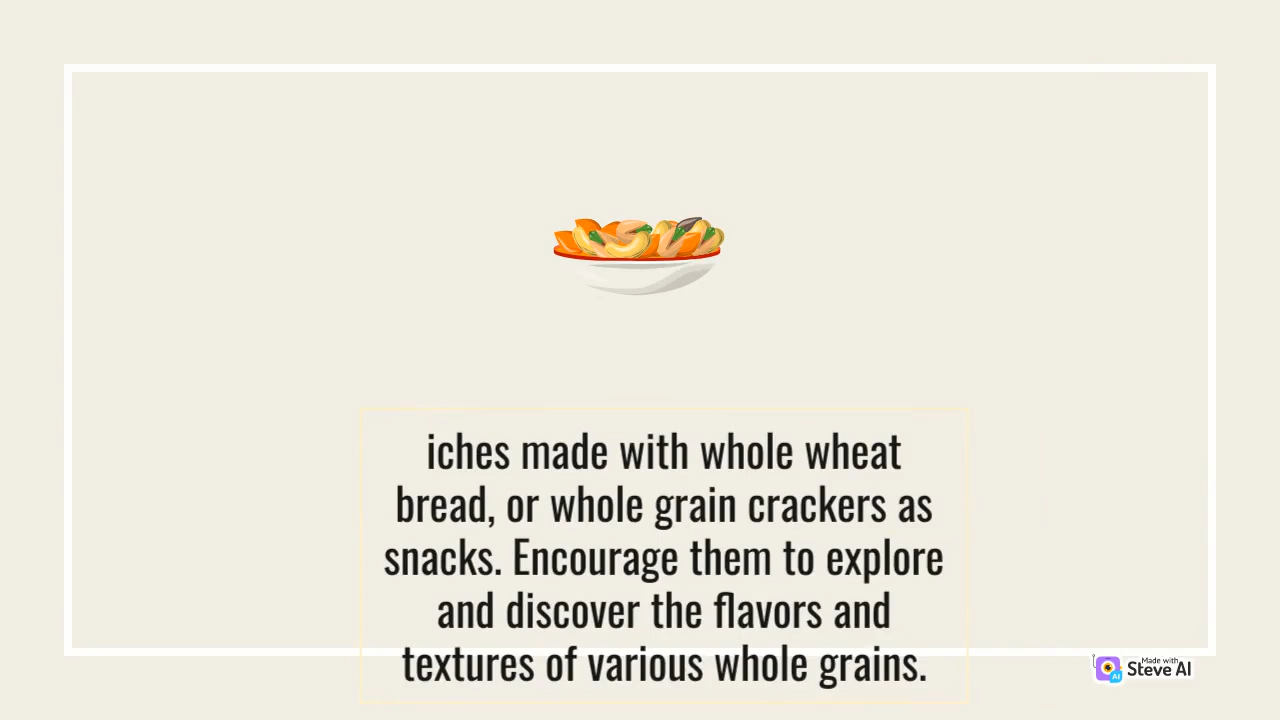 iches made with whole wheat
bread, or whole grain crackers as
snacks. Encourage them to explore
and discover the flavors and
textures of various whole grains.
Made with
Steve AI
AI